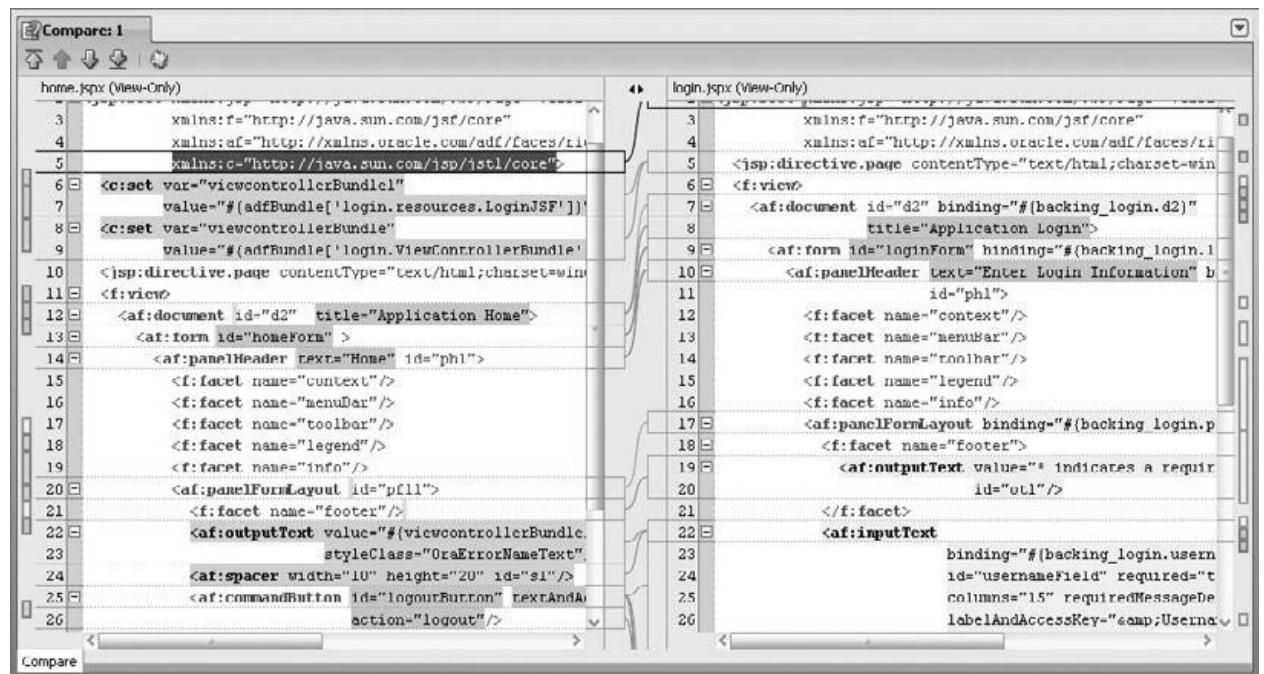 Compare: 1
home.jspx (View-Only)
3 xmlns:f="http://java.sun.com/jsf/core"
4 xmlns:af="http://xmlns.oracle.com/adf/faces/ri
5 xmlns:c="http://java.sun.com/jsp/jstl/core">
6 <c:set var="viewcontrollerBundle1"
7 value="#{adfBundle['login.resources.LoginJSF']}"
8 <c:set var="viewcontrollerBundle"
9 value="#{adfBundle['login.ViewControllerBundle'
10 <jsp:directive.page contentType="text/html;charset=wind
11 <f:view>
12 <af:document id="d2" title="Application Home">
13 <af:form id="homeForm" >
14 <af:panelHeader text="Home" id="ph1">
15 <f:facet name="context"/>
16 <f:facet name="menuBar"/>
17 <f:facet name="toolbar"/>
18 <f:facet name="legend"/>
19 <f:facet name="info"/>
20 <af:panelFormLayout id="pfl1">
21 <f:facet name="footer"/>
22 <af:outputText value="#{viewcontrollerBundle.
23 styleClass="OraErrorNameText"
24 <af:spacer width="10" height="20" id="s1"/>
25 <af:commandButton id="logoutButton" textAndAc
26 action="logout"/>
login.jspx (View-Only)
3 xmlns:f="http://java.sun.com/jsf/core"
4 xmlns:af="http://xmlns.oracle.com/adf/faces/ri
5 <jsp:directive.page contentType="text/html;charset=win
6 <f:view>
7 <af:document id="d2" binding="#{backing_login.d2}"
8 title="Application Login">
9 <af:form id="loginForm" binding="#{backing_login.l
10 <af:panelHeader text="Enter Login Information" b
11 id="ph1">
12 <f:facet name="context"/>
13 <f:facet name="menuBar"/>
14 <f:facet name="toolbar"/>
15 <f:facet name="legend"/>
16 <f:facet name="info"/>
17 <af:panelFormLayout binding="#{backing_login.p
18 <f:facet name="footer">
19 <af:outputText value="* indicates a requir
20 id="ot1"/>
21 </f:facet>
22 <af:inputText
23 binding="#{backing_login.usern
24 id="usernameField" required="t
25 columns="15" requiredMessageDe
26 labelAndAccessKey="&amp;Userna
Compare